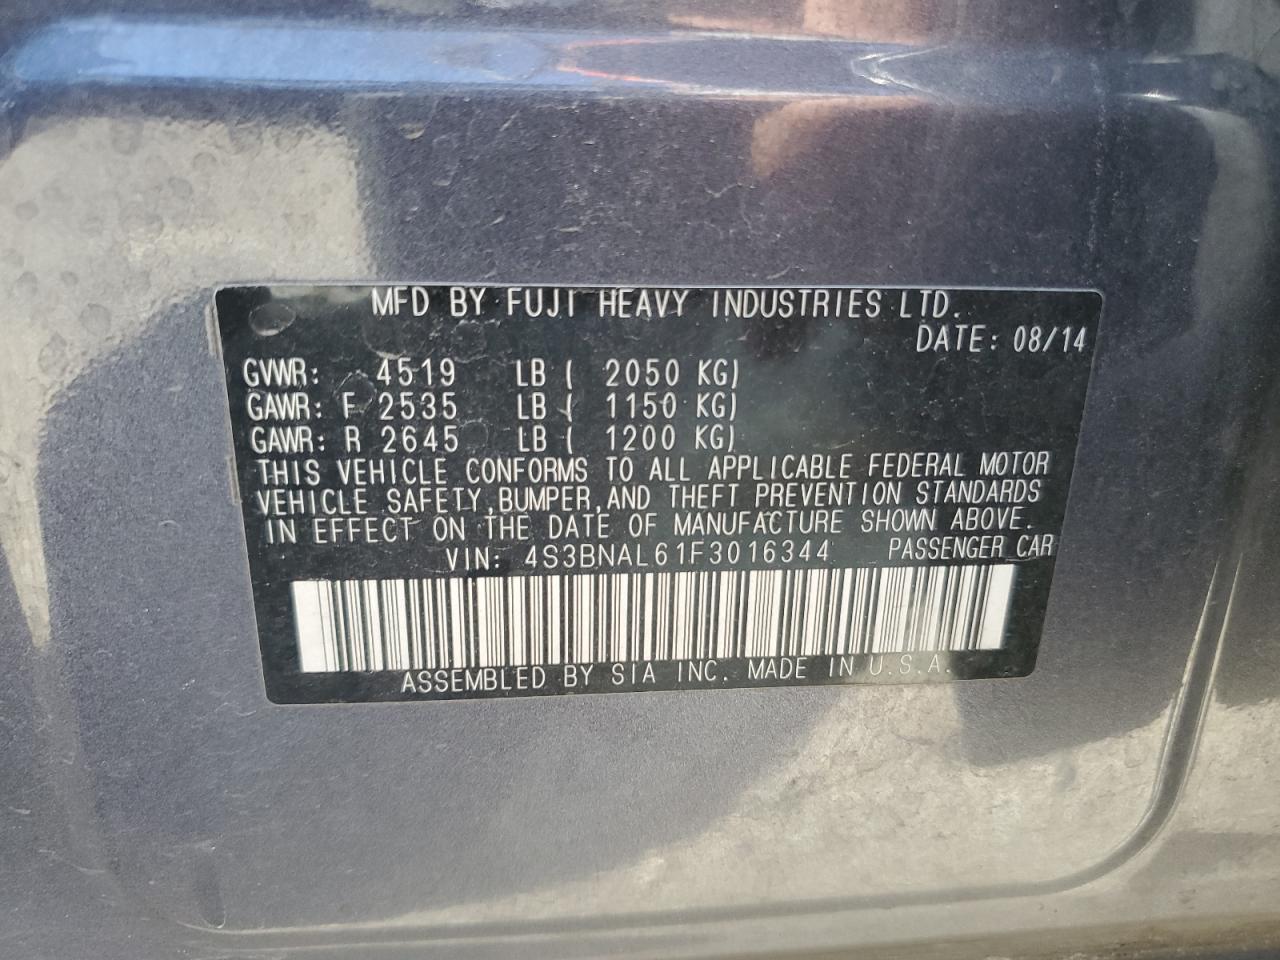 MFD BY FUJI HEAVY INDUSTRIES LTD.
DATE: 08/14
GVWR: 4519 LB ( 2050 KG)
GAWR: F 2535 LB ( 1150 KG)
GAWR: R 2645 LB ( 1200 KG)
THIS VEHICLE CONFORMS TO ALL APPLICABLE FEDERAL MOTOR
VEHICLE SAFETY, BUMPER, AND THEFT PREVENTION STANDARDS
IN EFFECT ON THE DATE OF MANUFACTURE SHOWN ABOVE.
VIN: 4S3BNAL61F3016344 PASSENGER CAR
ASSEMBLED BY SIA INC. MADE IN U.S.A.